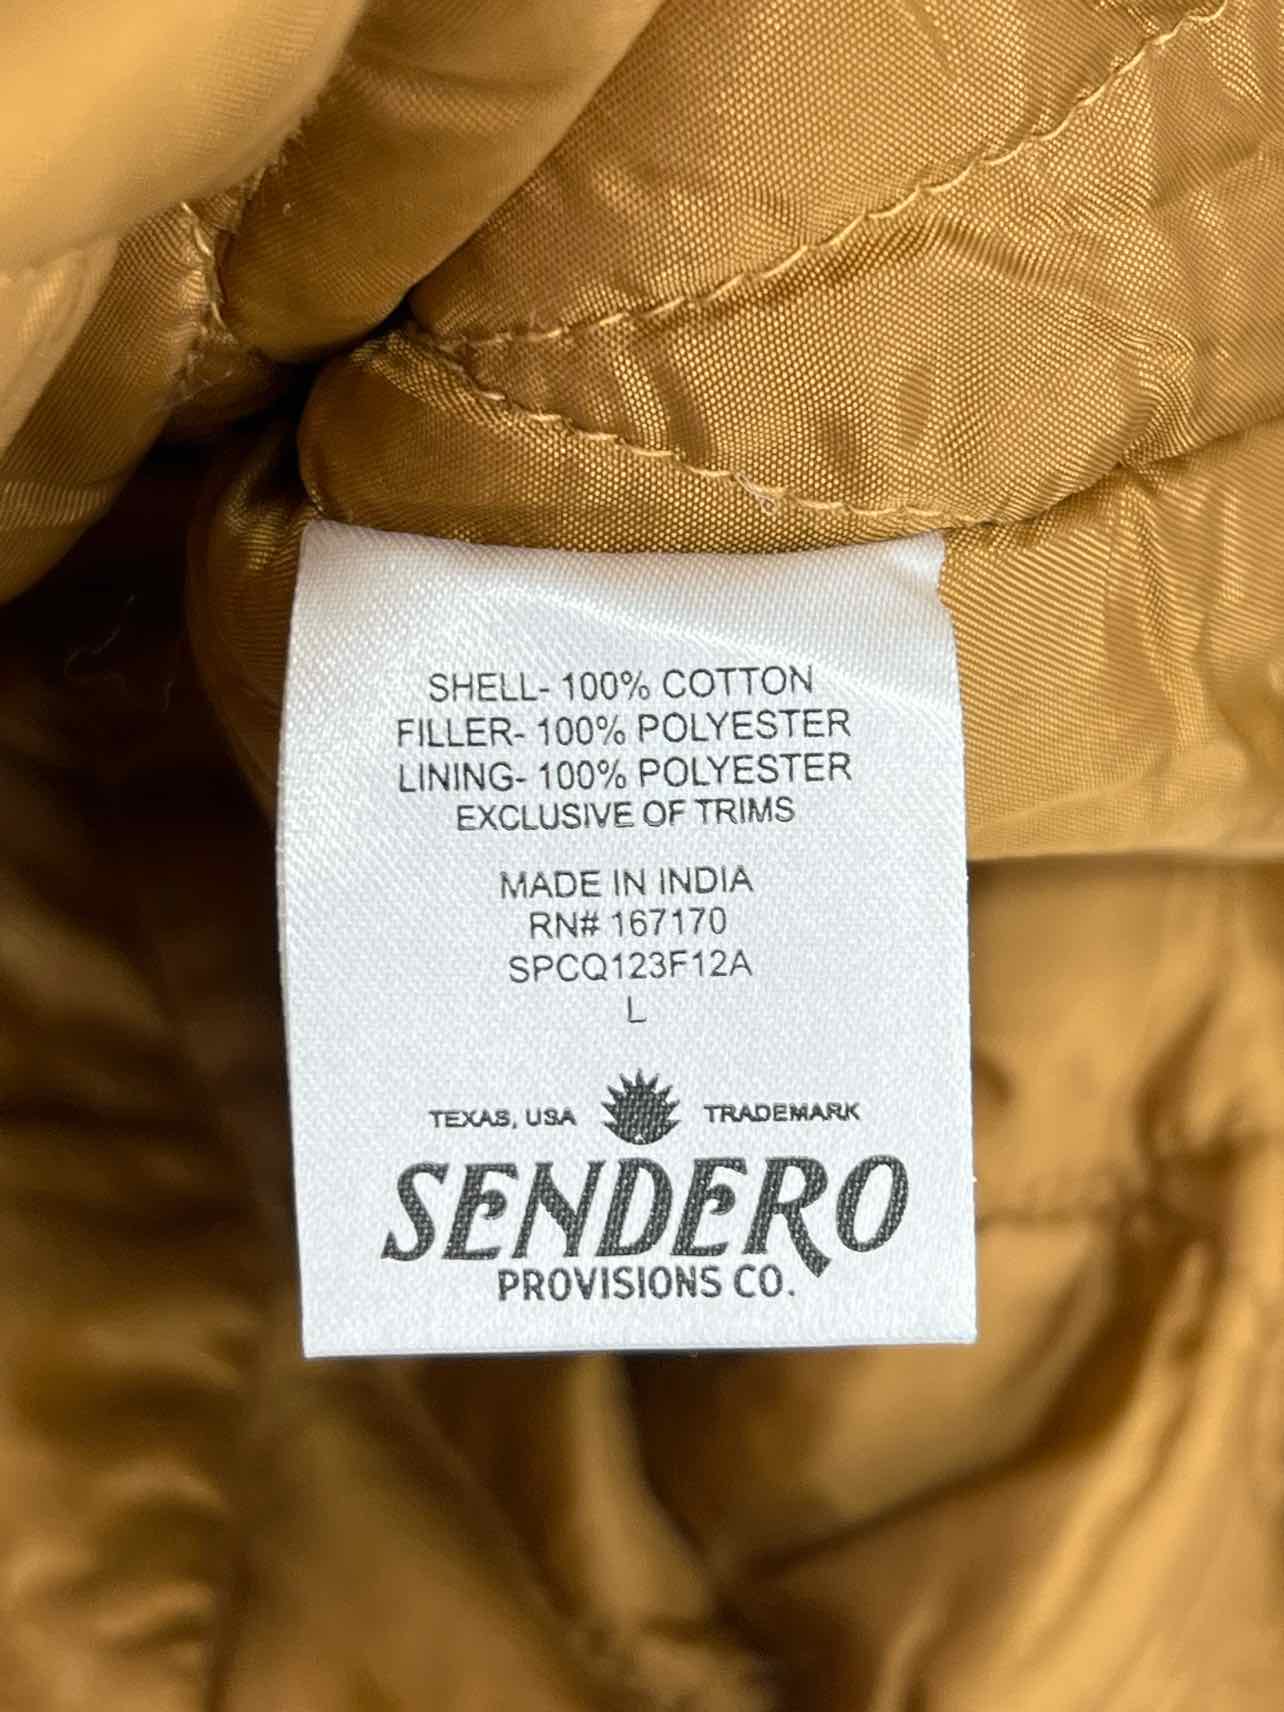 SHELL- 100% COTTON
FILLER- 100% POLYESTER
LINING- 100% POLYESTER
EXCLUSIVE OF TRIMS
MADE IN INDIA
RN# 167170
SPCQ123F12A
L
TEXAS, USA TRADEMARK
SENDERO
PROVISIONS CO.